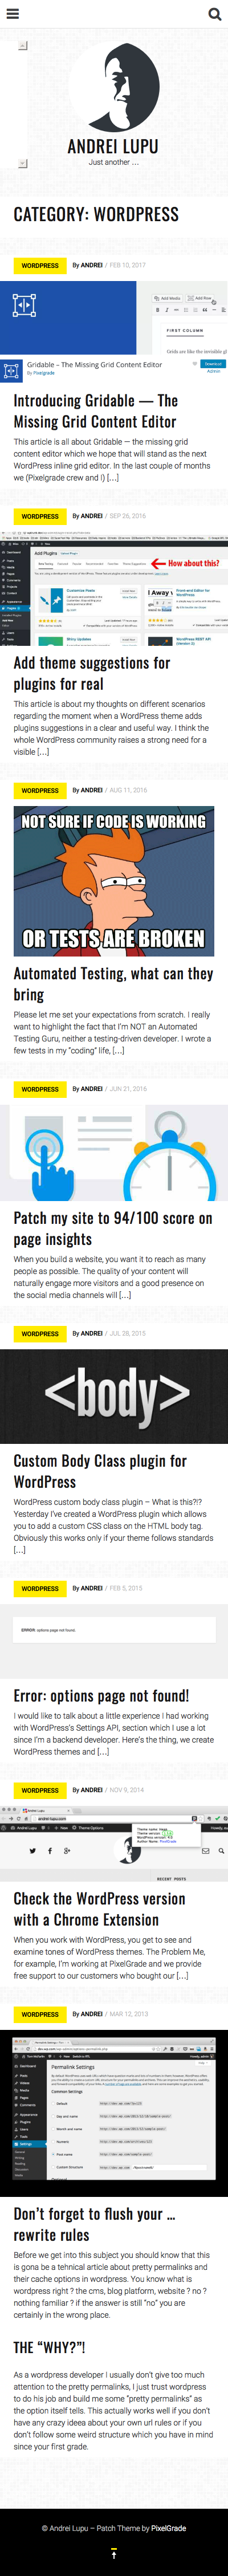 ANDREI LUPU
Just another ...
CATEGORY: WORDPRESS
WORDPRESS By ANDREI / FEB 10, 2017
Add Media Add Row
FIRST COLUMN
Grids are like invisible gl
Gridable – The Missing Grid Content Editor
By Pixelgrade
Download
Admin
Introducing Gridable — The
Missing Grid Content Editor
This article is all about Gridable — the missing grid
content editor which we hope that will stand as the next
WordPress inline grid editor. In the last couple of months
we (Pixelgrade crew and I) […]
WORDPRESS By ANDREI / SEP 26, 2016
Add Plugins
How about this?
Add theme suggestions for
plugins for real
This article is about my thoughts on different scenarios
regarding the moment when a WordPress theme adds
plugins suggestions in a clear and useful way. I think the
whole WordPress community raises a strong need for a
visible […]
WORDPRESS By ANDREI / AUG 11, 2016
NOT SURE IF CODE IS WORKING
OR TESTS ARE BROKEN
Automated Testing, what can they
bring
Please let me set your expectations from scratch. I really
want to highlight the fact that I'm NOT an Automated
Testing Guru, neither a testing-driven developer. I wrote a
few tests in my "coding" life, […]
WORDPRESS By ANDREI / JUN 21, 2016
Patch my site to 94/100 score on
page insights
When you build a website, you want it to reach as many
people as possible. The quality of your content will
naturally engage more visitors and a good presence on
the social media channels will […]
WORDPRESS By ANDREI / JUL 28, 2015
<body>
Custom Body Class plugin for
WordPress
WordPress custom body class plugin – What is this?!?
Yesterday I've created a WordPress plugin which allows
you to add a custom CSS class on the HTML body tag.
Obviously this works only if your theme follows standards
[…]
WORDPRESS By ANDREI / FEB 5, 2015
ERROR: options page not found.
Error: options page not found!
I would like to talk about a little experience I had working
with WordPress's Settings API, section which I use a lot
since I'm a backend developer. Here's the thing, we create
WordPress themes and […]
WORDPRESS By ANDREI / NOV 9, 2014
RECENT POSTS
Check the WordPress version
with a Chrome Extension
When you work with WordPress, you get to see and
examine tones of WordPress themes. The Problem Me,
for example, I'm working at PixelGrade and we provide
free support to our customers who bought our […]
WORDPRESS By ANDREI / MAR 12, 2013
Permalink Settings
Common Settings
Don't forget to flush your …
rewrite rules
Before we get into this subject you should know that this
is gona be a tehnical article about pretty permalinks and
their cache options in wordpress. You know what is
wordpress right ? the cms, blog platform, website ? no ?
nothing familiar ? if the answer is still "no" you are
certainly in the wrong place.
THE "WHY?"!
As a wordpress developer I usually don't give too much
attention to the pretty permalinks, I just trust wordpress
to do his job and build me some "pretty permalinks" as
the option itself tells. This actually works well if you don't
have any crazy ideea about your own url rules or if you
don't follow some weird structure which you have in mind
since your first grade.
© Andrei Lupu – Patch Theme by PixelGrade